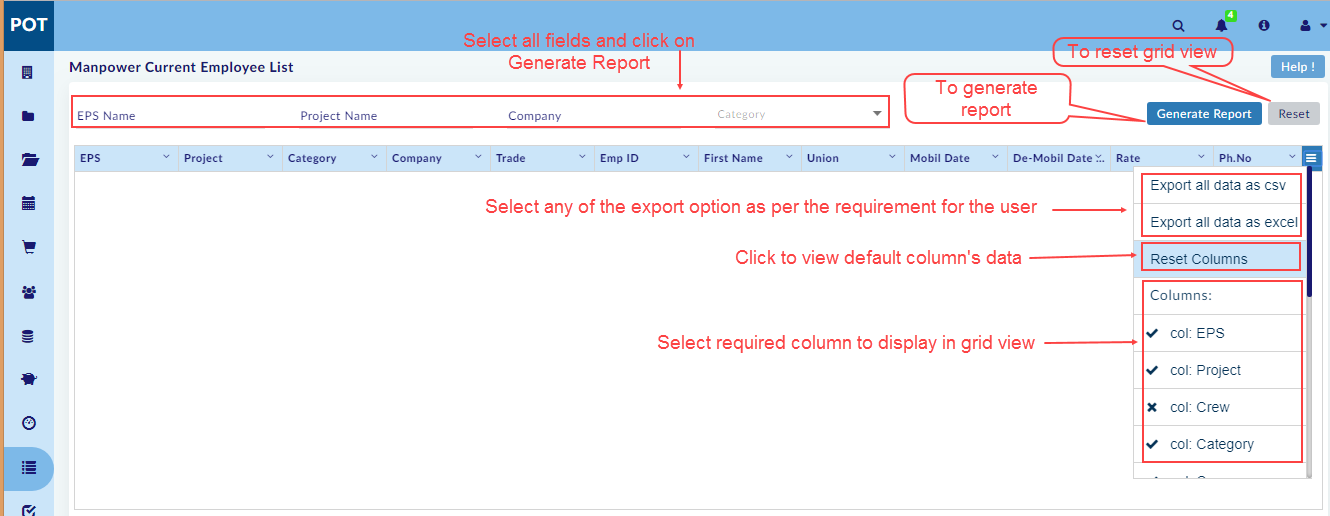 POT
4
Select all fields and click on
Generate Report
To reset grid view
Manpower Current Employee List
Help !
To generate
report
EPS Name Project Name Company Category
Generate Report Reset
EPS Project Category Company Trade Emp ID First Name Union Mobil Date De-Mobil Date ... Rate Ph.No
Export all data as csv
Select any of the export option as per the requirement for the user
Export all data as excel
Click to view default column's data
Reset Columns
Columns:
col: EPS
Select required column to display in grid view
col: Project
col: Crew
col: Category